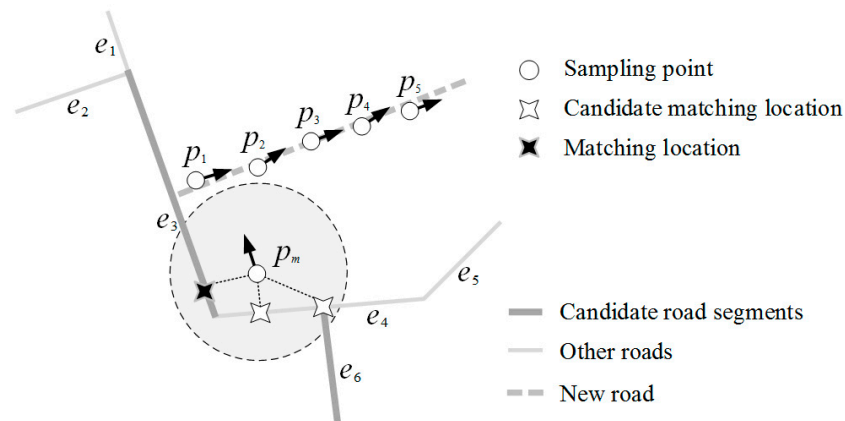 e1
e2
p1
p2
p3
p4
p5
e3
pm
e5
e4
e6
Sampling point
Candidate matching location
Matching location
Candidate road segments
Other roads
New road